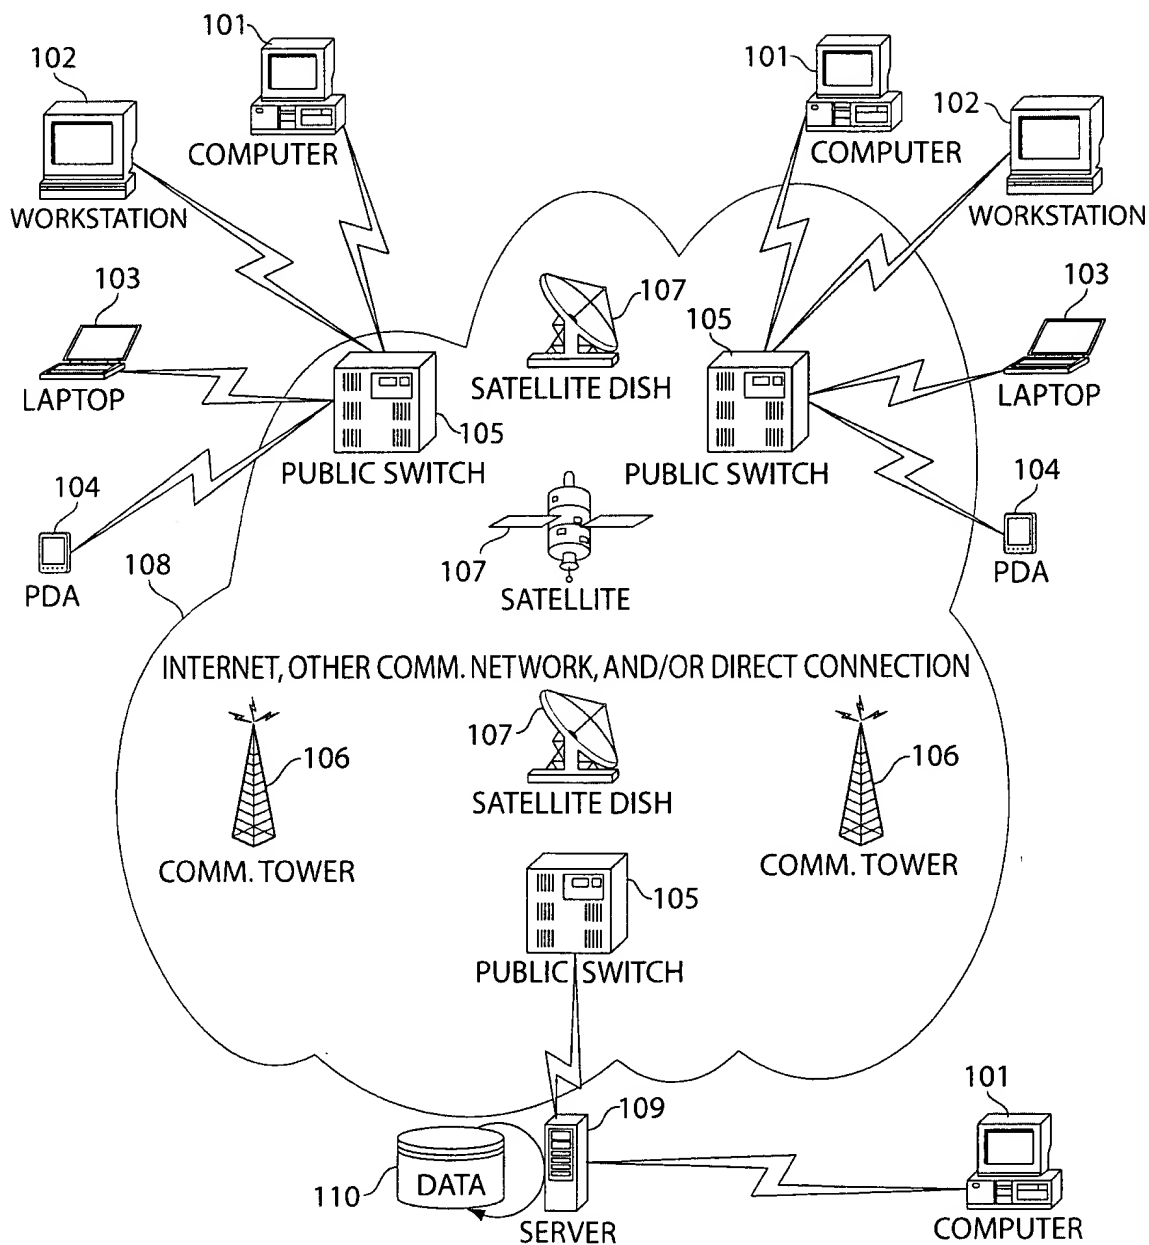 101
COMPUTER
102
WORKSTATION
101
COMPUTER
102
WORKSTATION
103
LAPTOP
107
SATELLITE DISH
105
PUBLIC SWITCH
105
PUBLIC SWITCH
103
LAPTOP
104
PDA
107
SATELLITE
104
PDA
108
INTERNET, OTHER COMM. NETWORK, AND/OR DIRECT CONNECTION
106
COMM. TOWER
107
SATELLITE DISH
106
COMM. TOWER
105
PUBLIC SWITCH
109
SERVER
110
DATA
101
COMPUTER